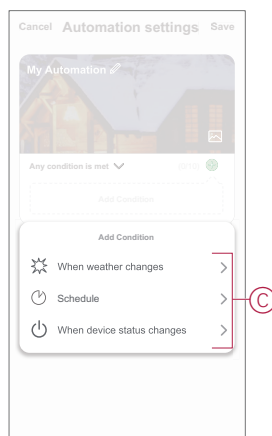 Cancel Automation settings Save
My Automation
Any condition is met
Add Condition
Add Condition
When weather changes
Schedule
When device status changes
C